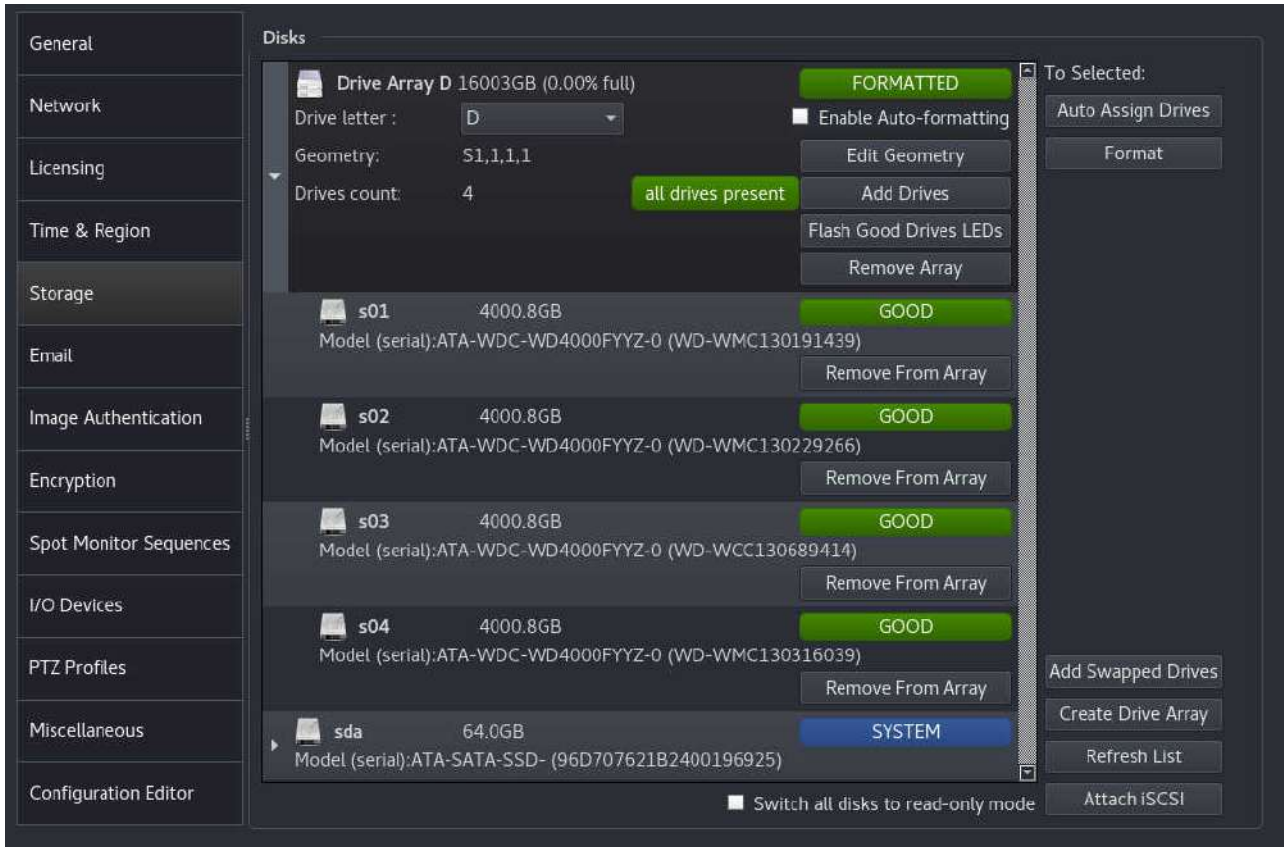 General
Network
Licensing
Time & Region
Storage
Email
Image Authentication
Encryption
Spot Monitor Sequences
I/O Devices
PTZ Profiles
Miscellaneous
Configuration Editor
Disks
Drive Array D 16003GB (0.00% full) FORMATTED
Drive letter : D Enable Auto-formatting
Geometry: S1,1,1,1 Edit Geometry
Drives count: 4 all drives present Add Drives
Flash Good Drives LEDs
Remove Array
s01 4000.8GB GOOD
Model (serial):ATA-WDC-WD4000FYYZ-0 (WD-WMC130191439)
Remove From Array
s02 4000.8GB GOOD
Model (serial):ATA-WDC-WD4000FYYZ-0 (WD-WMC130229266)
Remove From Array
s03 4000.8GB GOOD
Model (serial):ATA-WDC-WD4000FYYZ-0 (WD-WCC130689414)
Remove From Array
s04 4000.8GB GOOD
Model (serial):ATA-WDC-WD4000FYYZ-0 (WD-WMC130316039)
Remove From Array
sda 64.0GB SYSTEM
Model (serial):ATA-SATA-SSD- (96D707621B2400196925)
Switch all disks to read-only mode
To Selected:
Auto Assign Drives
Format
Add Swapped Drives
Create Drive Array
Refresh List
Attach iSCSI